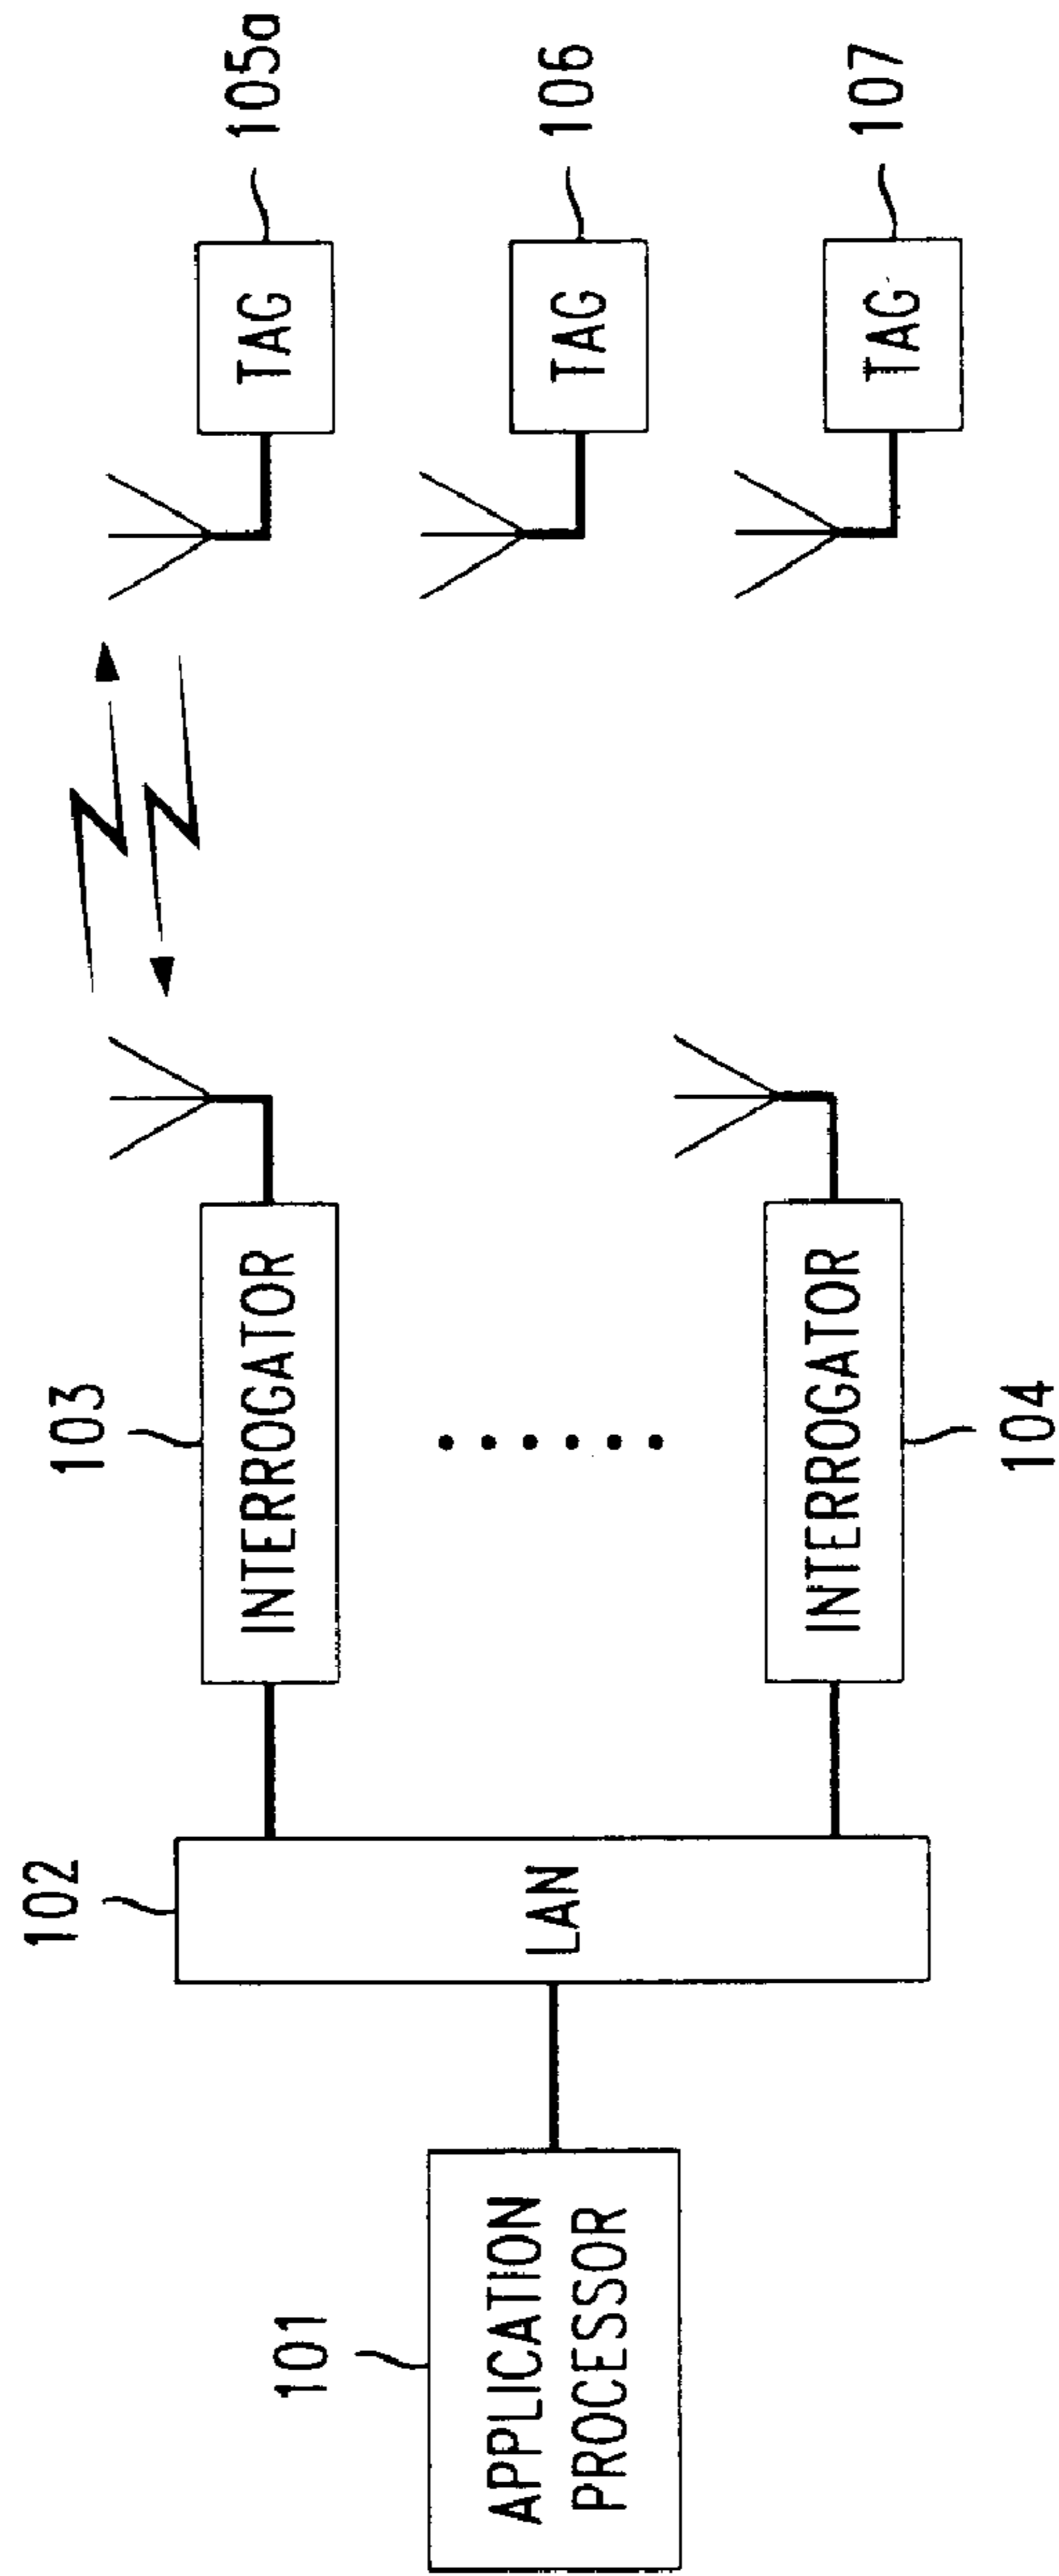 101
APPLICATION
PROCESSOR
102
LAN
103
INTERROGATOR
INTERROGATOR
104
TAG
105a
TAG
106
TAG
107